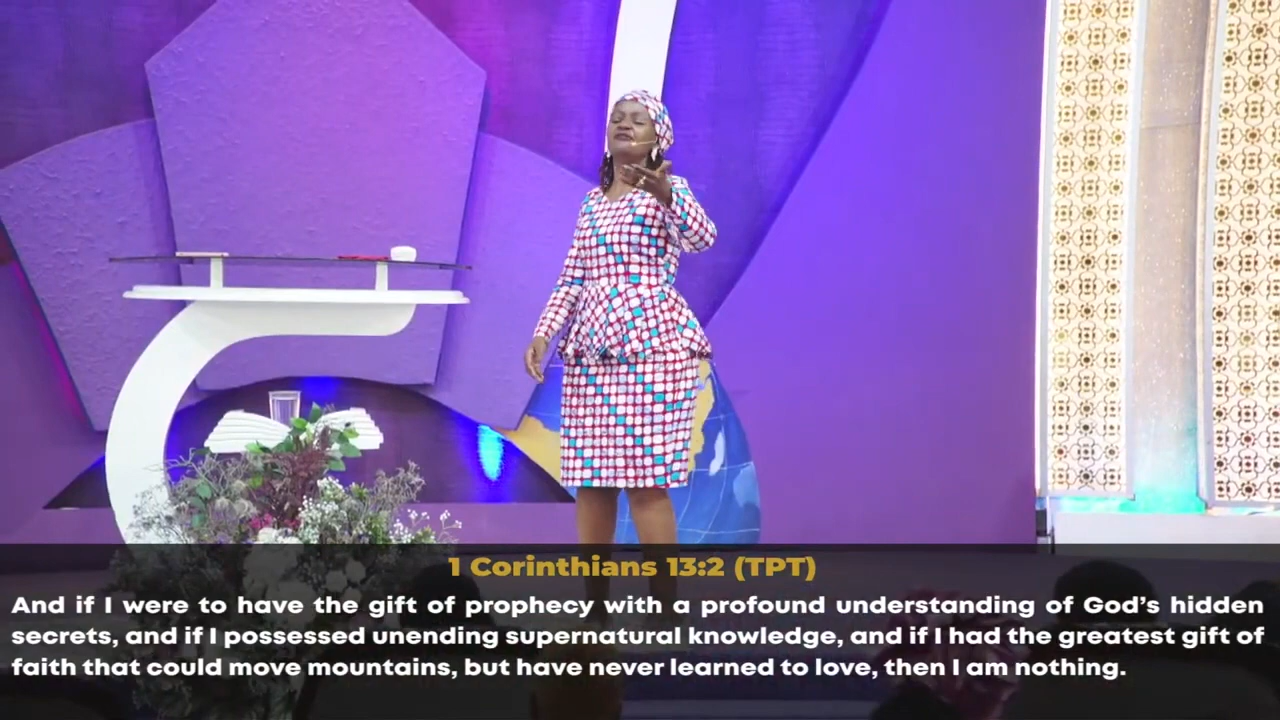 1 Corinthians 13:2 (TPT)
And if I were to have the gift of prophecy with a profound understanding of God's hidden
secrets, and if I possessed unending supernatural knowledge, and if I had the greatest gift of
faith that could move mountains, but have never learned to love, then I am nothing.